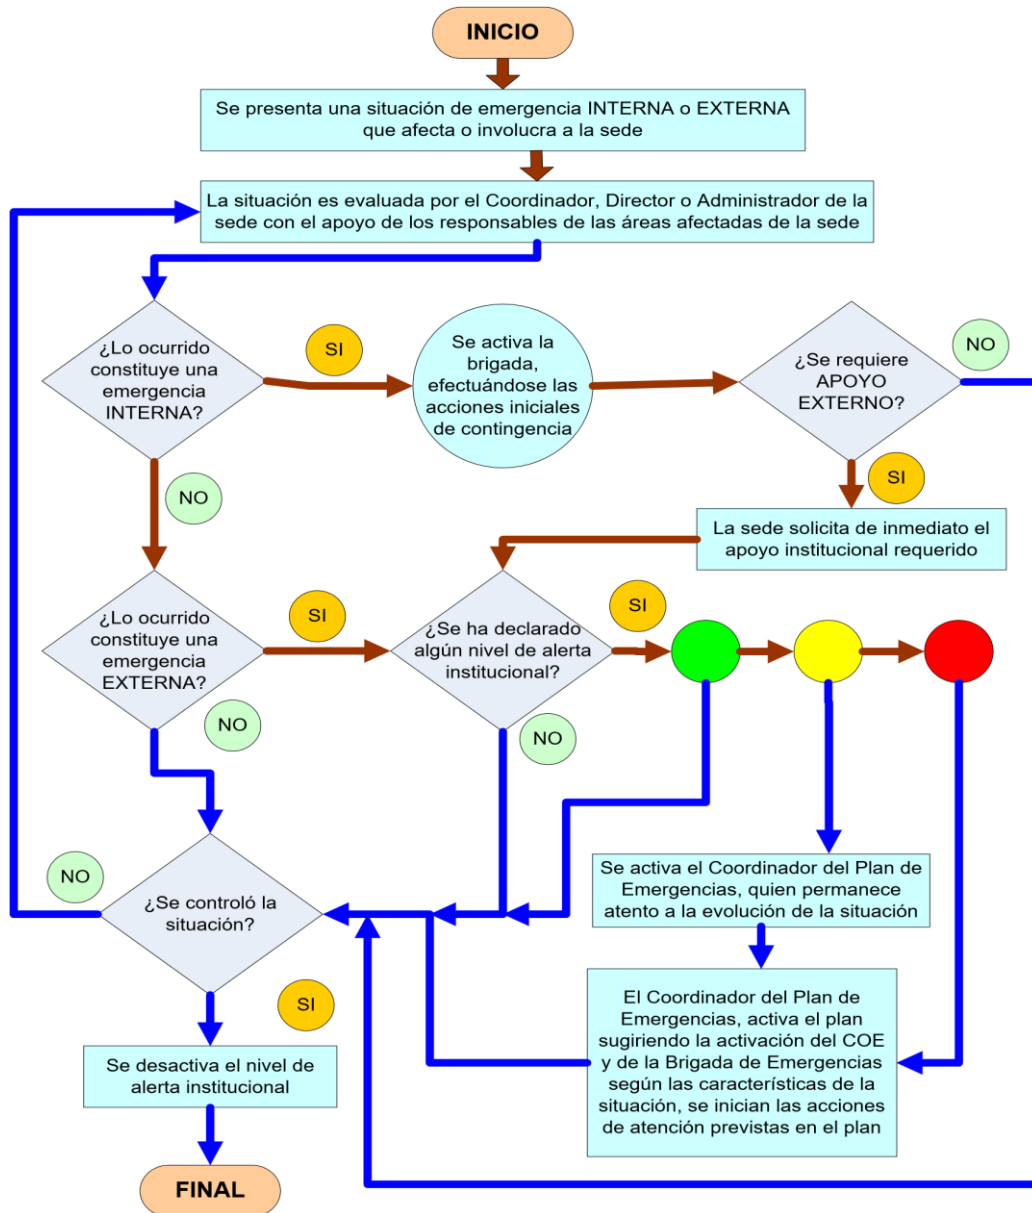 INICIO
Se presenta una situación de emergencia INTERNA o EXTERNA
que afecta o involucra a la sede
La situación es evaluada por el Coordinador, Director o Administrador de la
sede con el apoyo de los responsables de las áreas afectadas de la sede
¿Lo ocurrido
constituye una
emergencia
INTERNA?
SI
Se activa la
brigada,
efectuándose las
acciones iniciales
de contingencia
¿Se requiere
APOYO
EXTERNO?
NO
NO
SI
La sede solicita de inmediato el
apoyo institucional requerido
¿Lo ocurrido
constituye una
emergencia
EXTERNA?
SI
¿Se ha declarado
algún nivel de alerta
institucional?
SI
NO
NO
Se activa el Coordinador del Plan de
Emergencias, quien permanece
atento a la evolución de la situación
NO
¿Se controló la
situación?
SI
El Coordinador del Plan de
Emergencias, activa el plan
sugiriendo la activación del COE
y de la Brigada de Emergencias
según las características de la
situación, se inician las acciones
de atención previstas en el plan
Se desactiva el nivel de
alerta institucional
FINAL